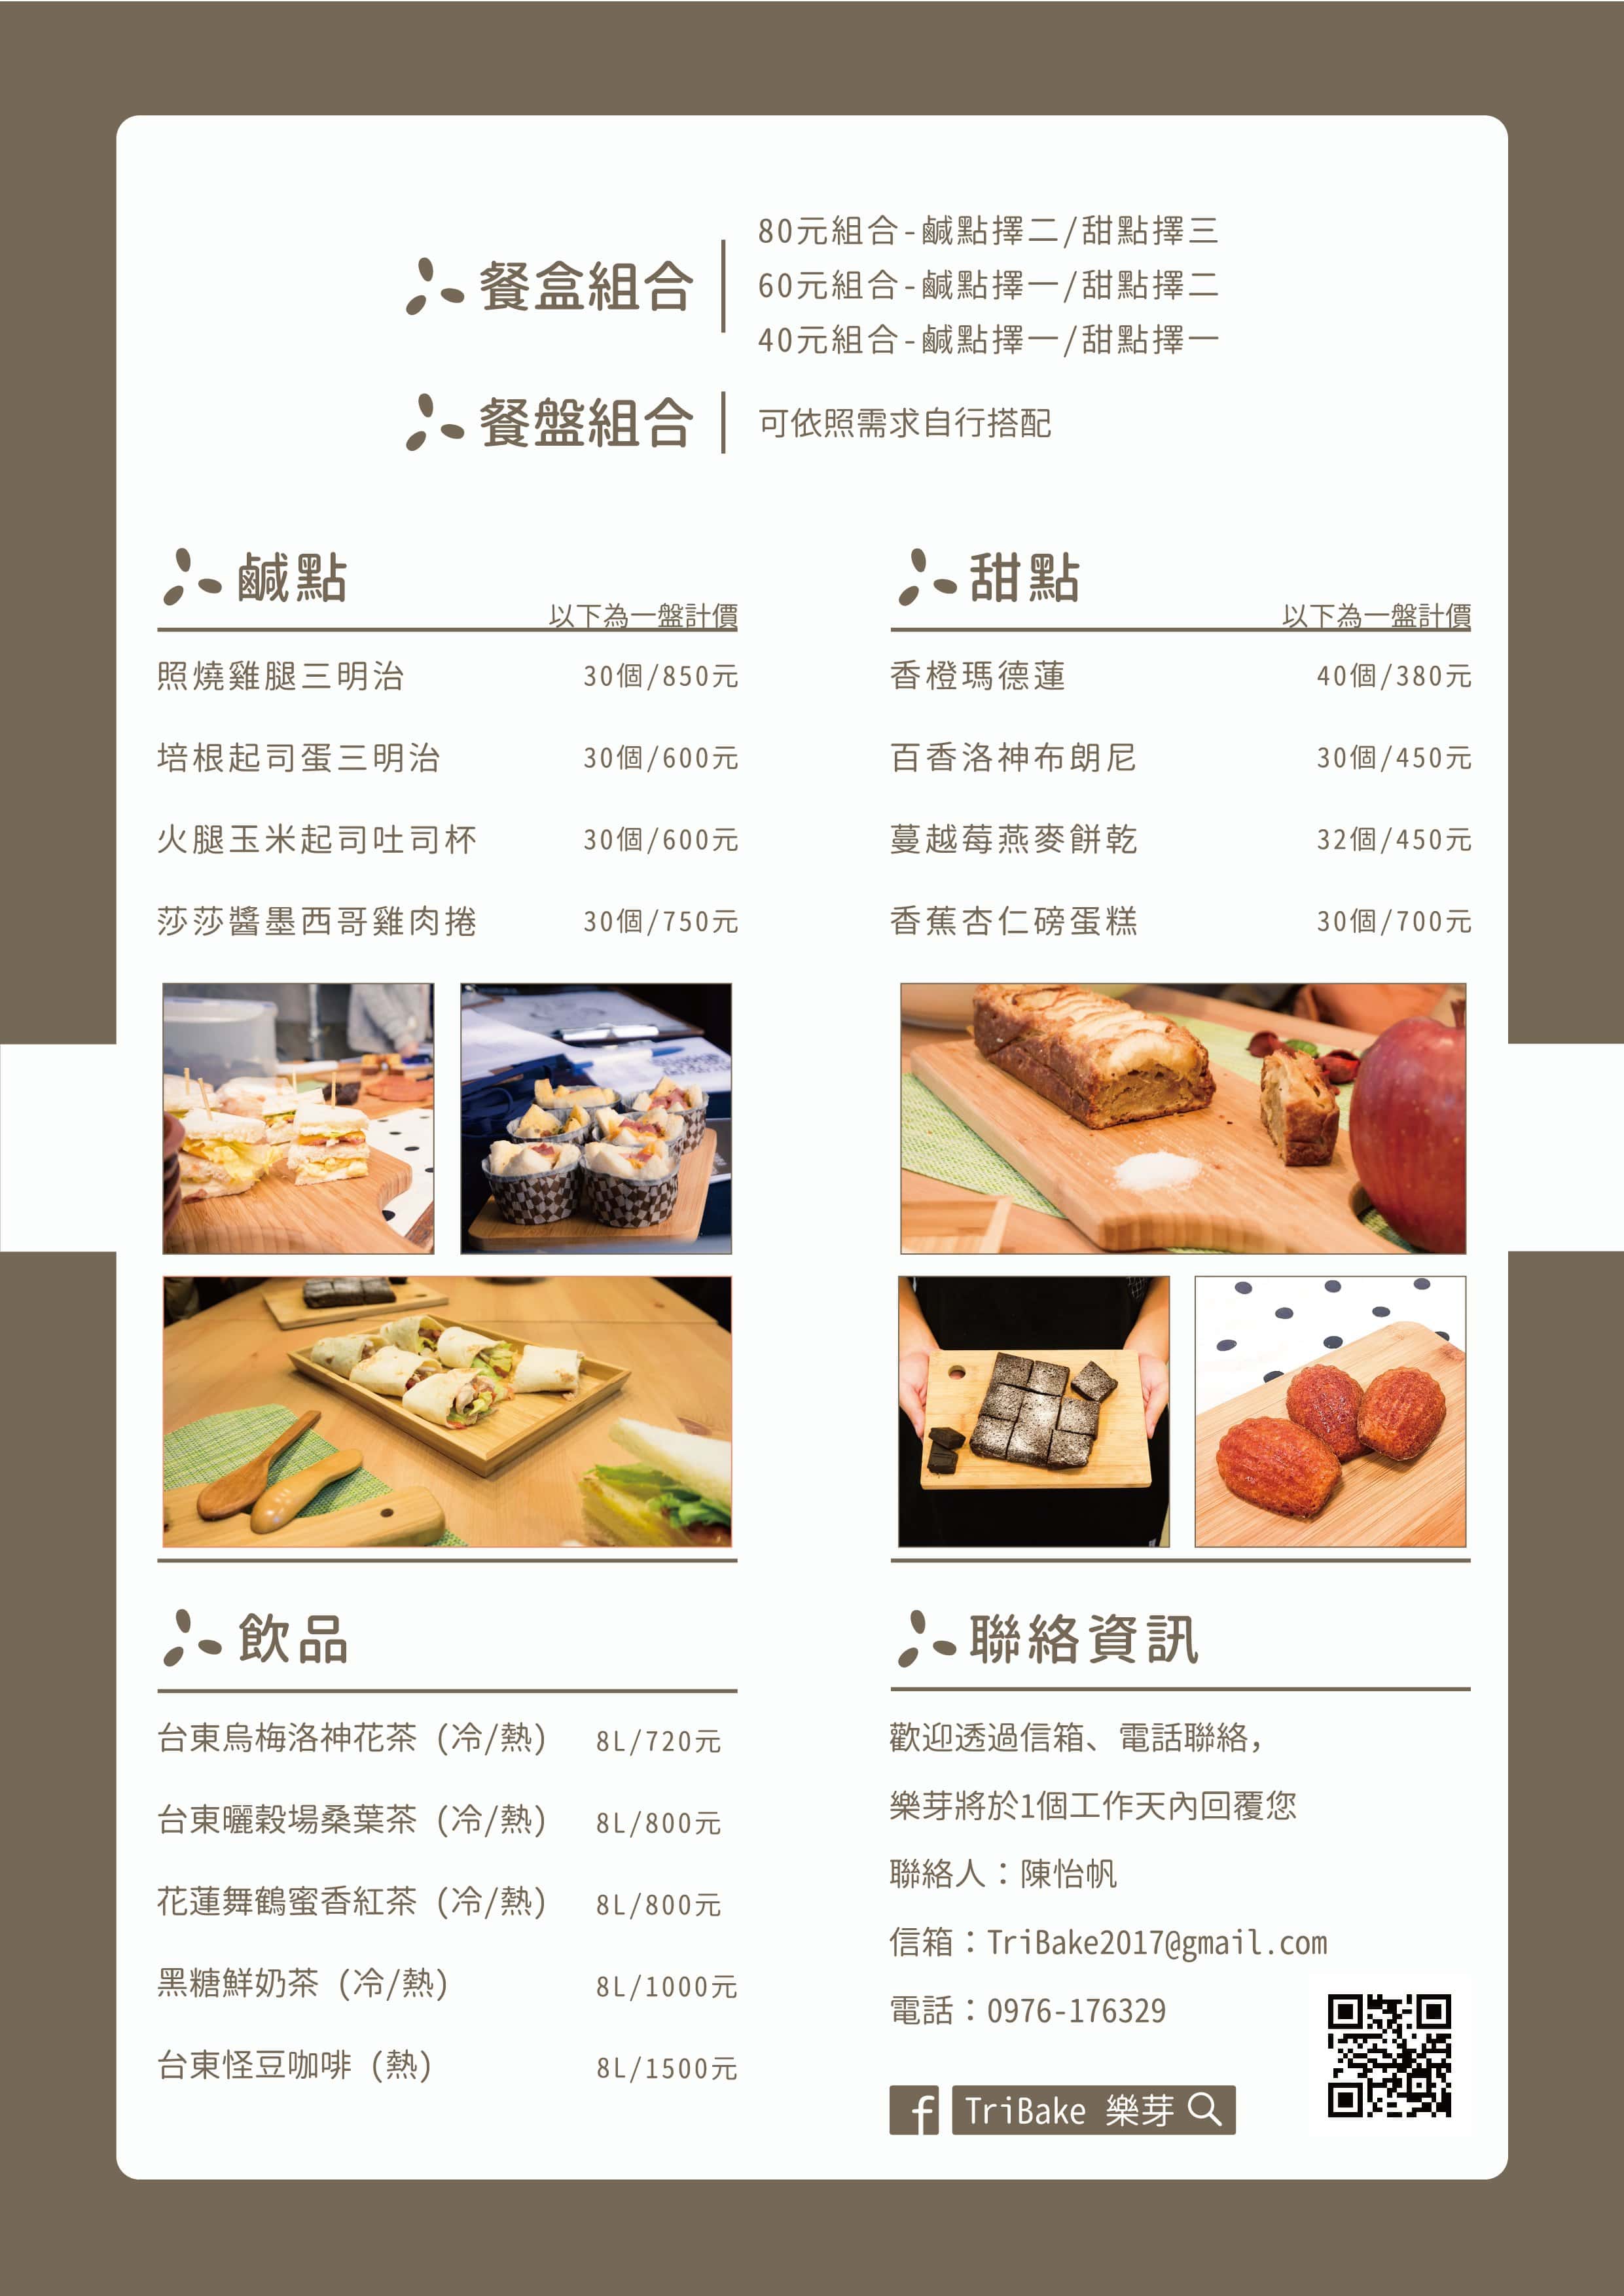 餐盒組合
80元組合-鹹點擇二/甜點擇三
60元組合-鹹點擇一/甜點擇二
40元組合-鹹點擇一/甜點擇一
餐盤組合
可依照需求自行搭配
鹹點
以下為一盤計價
照燒雞腿三明治 30個/850元
培根起司蛋三明治 30個/600元
火腿玉米起司吐司杯 30個/600元
莎莎醬墨西哥雞肉捲 30個/750元
甜點
以下為一盤計價
香橙瑪德蓮 40個/380元
百香洛神布朗尼 30個/450元
蔓越莓燕麥餅乾 32個/450元
香蕉杏仁磅蛋糕 30個/700元
飲品
台東烏梅洛神花茶 (冷/熱) 8L/720元
台東曬穀場桑葉茶 (冷/熱) 8L/800元
花蓮舞鶴蜜香紅茶 (冷/熱) 8L/800元
黑糖鮮奶茶 (冷/熱) 8L/1000元
台東怪豆咖啡 (熱) 8L/1500元
聯絡資訊
歡迎透過信箱、電話聯絡,
樂芽將於1個工作天內回覆您
聯絡人：陳怡帆
信箱：TriBake2017@gmail.com
電話：0976-176329
f TriBake 樂芽